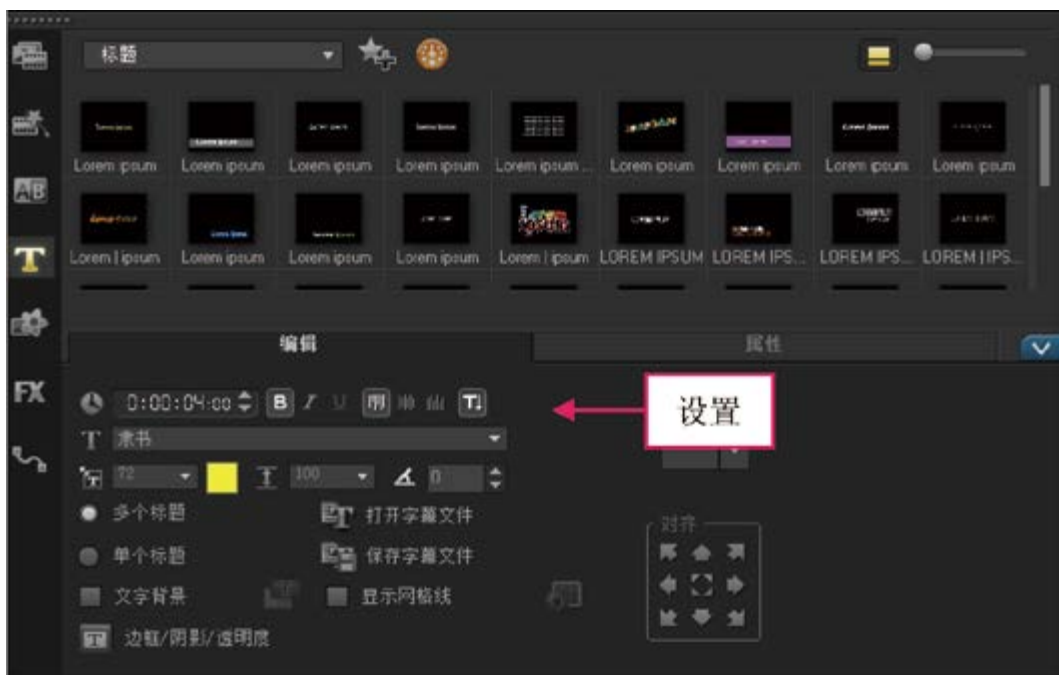 标题
Lorem ipsum Lorem ipsum Lorem ipsum Lorem ipsum Lorem ipsum ... Lorem ipsum Lorem ipsum Lorem ipsum Lorem ipsum
AB
T
Lorem | ipsum Lorem ipsum Lorem ipsum Lorem ipsum Lorem | ipsum LOREM IPSUM LOREM IPS... LOREM IPS... LOREM | IPS...
编辑 属性
FX
0:00:04:00 B I U
设置
T 隶书
72 100 0
多个标题 打开字幕文件
对齐
单个标题 保存字幕文件
文字背景 显示网格线
边框/阴影/透明度